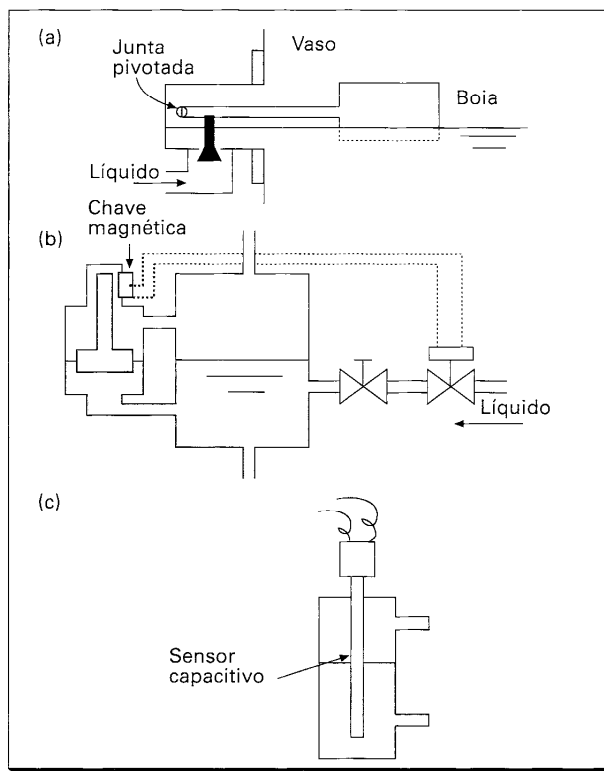 (a)
Junta
pivotada
Vaso
Boia
Líquido
Chave
magnética
(b)
Líquido
(c)
Sensor
capacitivo